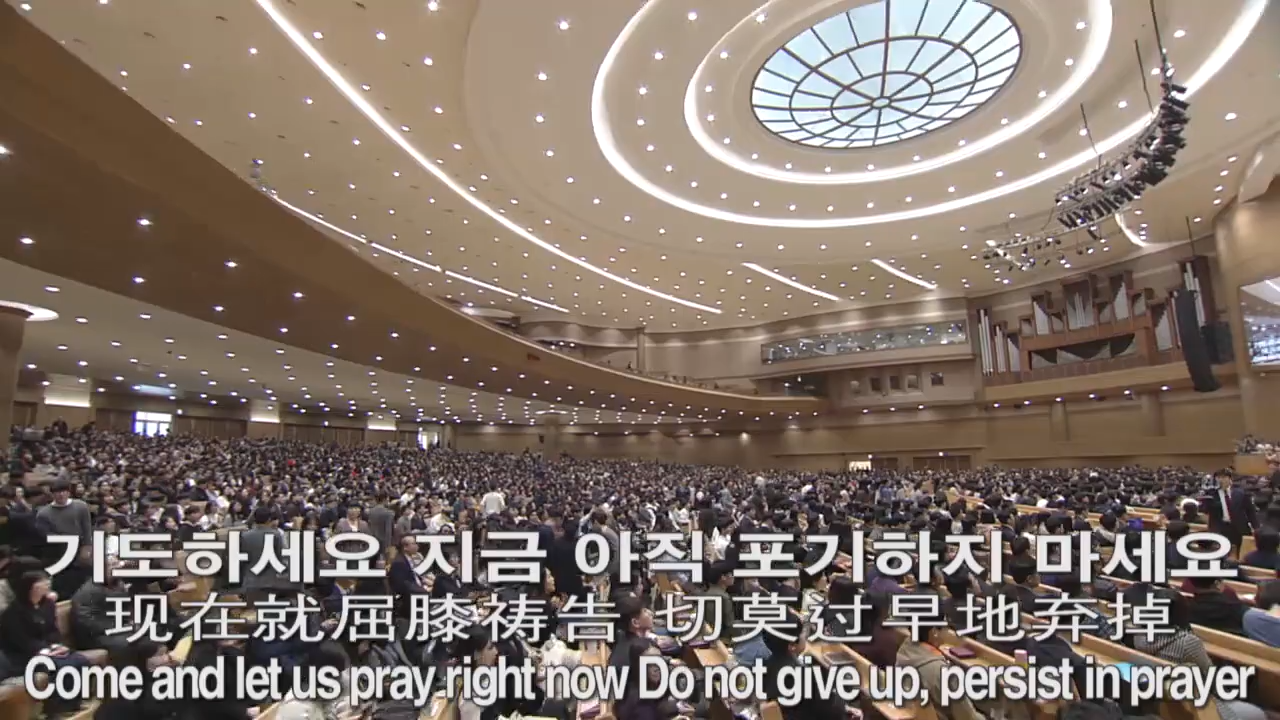 기도하세요 지금 아직 포기하지 마세요
现在就屈膝祷告 切莫过早地弃掉
Come and let us pray right now Do not give up, persist in prayer